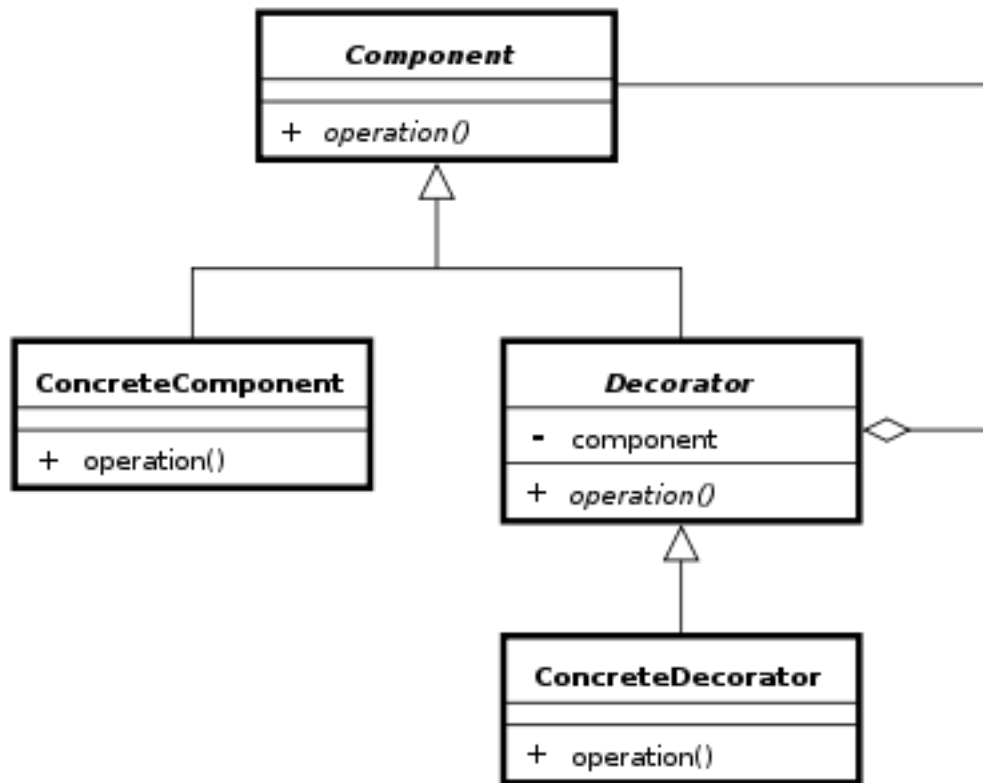 Component
+ operation()
ConcreteComponent
+ operation()
Decorator
- component
+ operation()
ConcreteDecorator
+ operation()